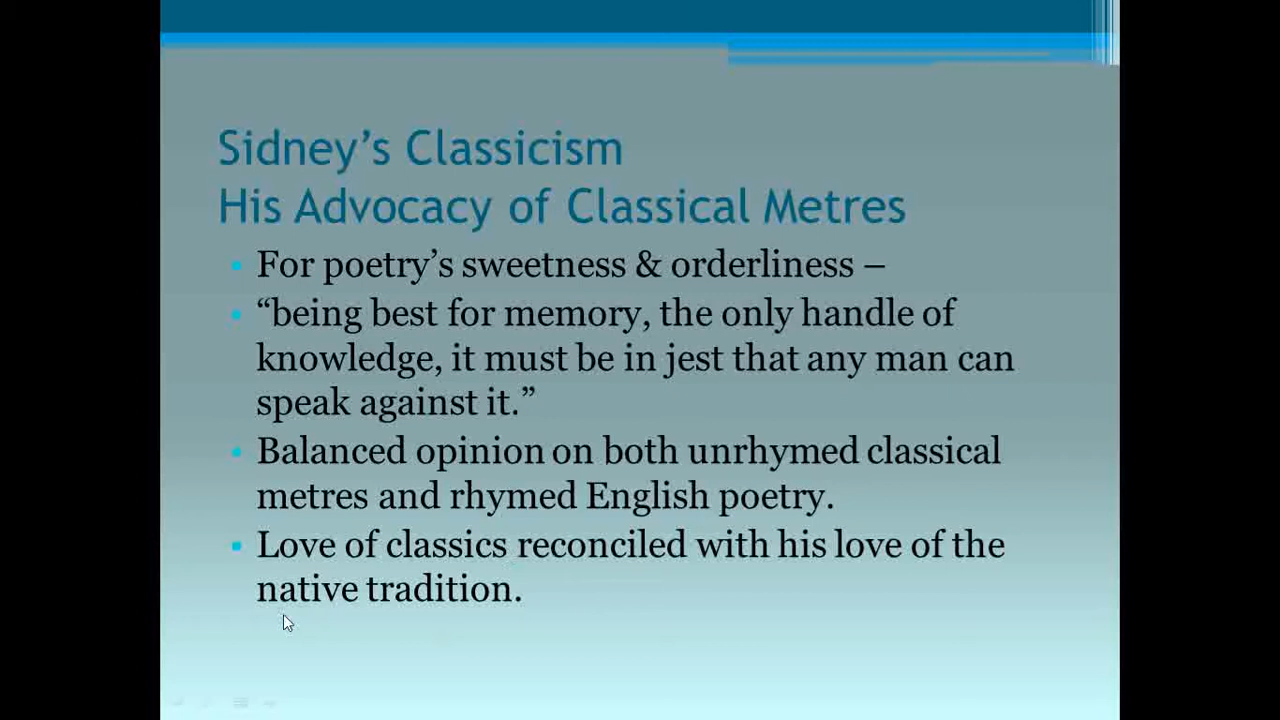 Sidney’s Classicism
His Advocacy of Classical Metres
• For poetry’s sweetness & orderliness –
• “being best for memory, the only handle of
knowledge, it must be in jest that any man can
speak against it.”
• Balanced opinion on both unrhymed classical
metres and rhymed English poetry.
• Love of classics reconciled with his love of the
native tradition.